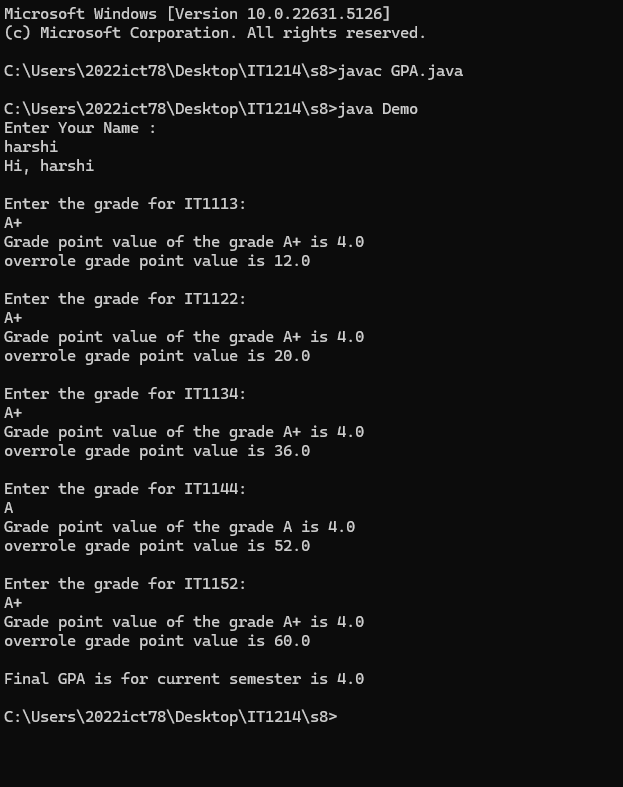 Microsoft Windows [Version 10.0.22631.5126]
(c) Microsoft Corporation. All rights reserved.
C:\Users\2022ict78\Desktop\IT1214\s8>javac GPA.java
C:\Users\2022ict78\Desktop\IT1214\s8>java Demo
Enter Your Name :
harshi
Hi, harshi
Enter the grade for IT1113:
A+
Grade point value of the grade A+ is 4.0
overrole grade point value is 12.0
Enter the grade for IT1122:
A+
Grade point value of the grade A+ is 4.0
overrole grade point value is 20.0
Enter the grade for IT1134:
A+
Grade point value of the grade A+ is 4.0
overrole grade point value is 36.0
Enter the grade for IT1144:
A
Grade point value of the grade A is 4.0
overrole grade point value is 52.0
Enter the grade for IT1152:
A+
Grade point value of the grade A+ is 4.0
overrole grade point value is 60.0
Final GPA is for current semester is 4.0
C:\Users\2022ict78\Desktop\IT1214\s8>